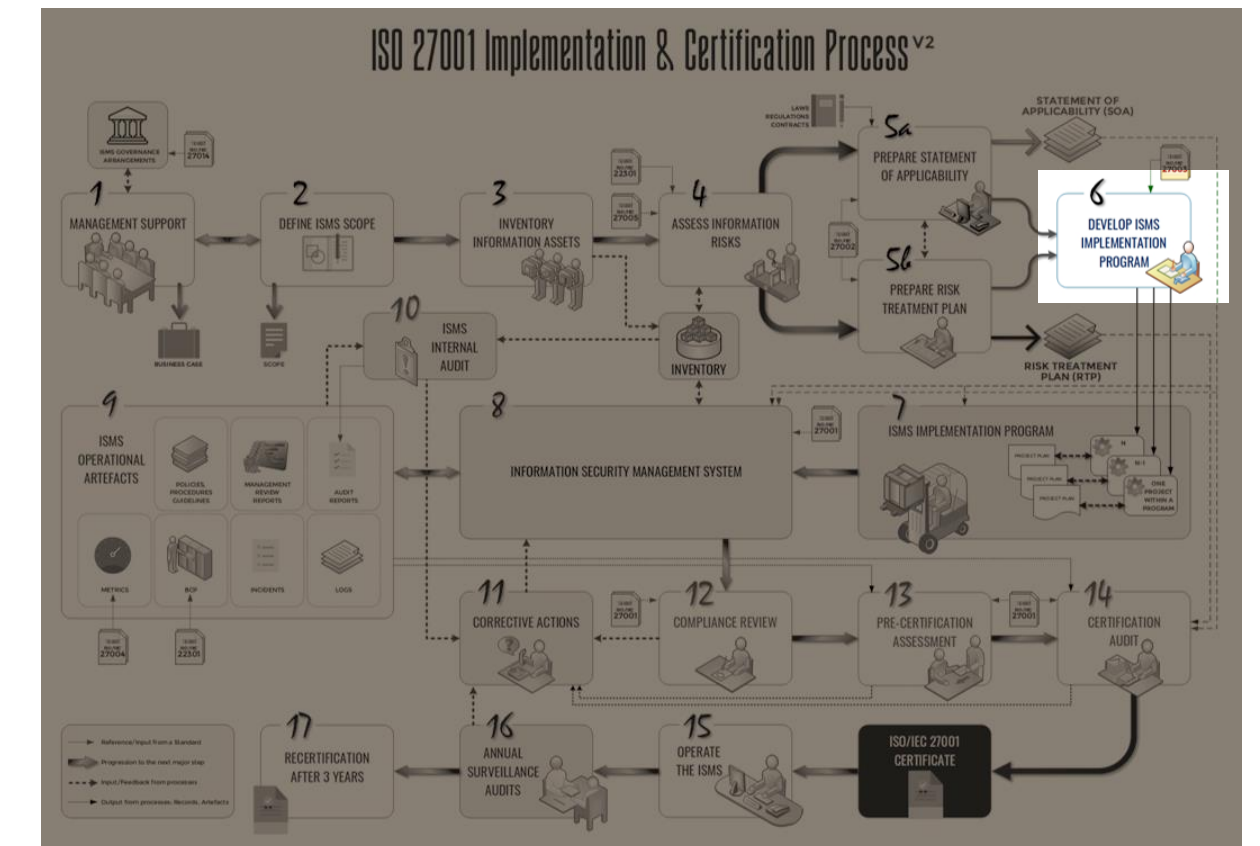 ISO 27001 Implementation & Certification Process V2
ISMS GOVERNANCE
ARRANGEMENTS
27014
1
MANAGEMENT SUPPORT
BUSINESS CASE
2
DEFINE ISMS SCOPE
SCOPE
3
INVENTORY
INFORMATION ASSETS
22301
27005
4
ASSESS INFORMATION
RISKS
INVENTORY
LAWS
REGULATIONS
CONTRACTS
5a
PREPARE STATEMENT
OF APPLICABILITY
STATEMENT OF
APPLICABILITY (SOA)
27002
5b
PREPARE RISK
TREATMENT PLAN
RISK TREATMENT
PLAN (RTP)
27003
6
DEVELOP ISMS
IMPLEMENTATION
PROGRAM
10
ISMS
INTERNAL
AUDIT
9
ISMS
OPERATIONAL
ARTEFACTS
POLICIES,
PROCEDURES
GUIDELINES
MANAGEMENT
REVIEW
REPORTS
AUDIT
REPORTS
METRICS
BCP
INCIDENTS
LOGS
27004
22301
8
INFORMATION SECURITY MANAGEMENT SYSTEM
27001
7
ISMS IMPLEMENTATION PROGRAM
PROJECT PLAN
PROJECT PLAN
PROJECT PLAN
N
N-1
ONE
PROJECT
WITHIN A
PROGRAM
11
CORRECTIVE ACTIONS
27001
12
COMPLIANCE REVIEW
13
PRE-CERTIFICATION
ASSESSMENT
27001
14
CERTIFICATION
AUDIT
Reference/Input from a Standard
Progression to the next major step
Input/Feedback from processes
Output from processes; Records, Artefacts
17
RECERTIFICATION
AFTER 3 YEARS
16
ANNUAL
SURVEILLANCE
AUDITS
15
OPERATE
THE ISMS
ISO/IEC 27001
CERTIFICATE